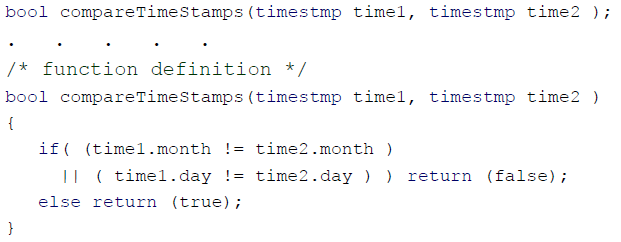 bool compareTimeStamps(timestmp time1, timestmp time2 );
. . . . .
/* function definition */
bool compareTimeStamps(timestmp time1, timestmp time2 )
{
if( (time1.month != time2.month )
|| ( time1.day != time2.day ) ) return (false);
else return (true);
}